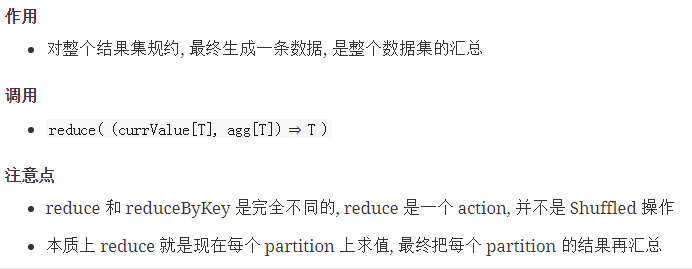 作用
对整个结果集规约, 最终生成一条数据, 是整个数据集的汇总
调用
reduce( (currValue[T], agg[T]) ⇒ T )
注意点
reduce 和 reduceByKey 是完全不同的, reduce 是一个 action, 并不是 Shuffled 操作
本质上 reduce 就是现在每个 partition 上求值, 最终把每个 partition 的结果再汇总